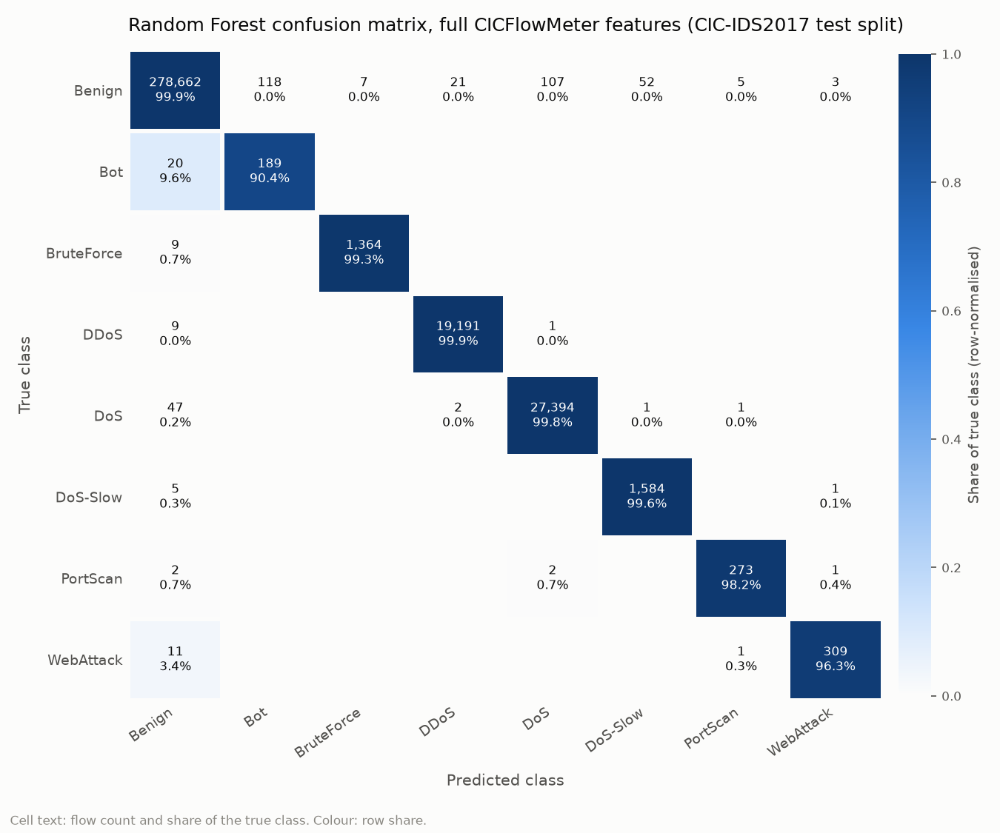 Random Forest confusion matrix, full CICFlowMeter features (CIC-IDS2017 test split)
Benign
278,662 118 7 21 107 52 5 3
99.9% 0.0% 0.0% 0.0% 0.0% 0.0% 0.0% 0.0%
Bot
20 189
9.6% 90.4%
BruteForce
9 1,364
0.7% 99.3%
DDoS
9 19,191 1
0.0% 99.9% 0.0%
DoS
47 2 27,394 1 1
0.2% 0.0% 99.8% 0.0% 0.0%
DoS-Slow
5 1,584 1
0.3% 99.6% 0.1%
PortScan
2 2 273 1
0.7% 0.7% 98.2% 0.4%
WebAttack
11 1 309
3.4% 0.3% 96.3%
True class
Benign Bot BruteForce DDoS DoS DoS-Slow PortScan WebAttack
Predicted class
1.0
0.8
0.6
0.4
0.2
0.0
Share of true class (row-normalised)
Cell text: flow count and share of the true class. Colour: row share.